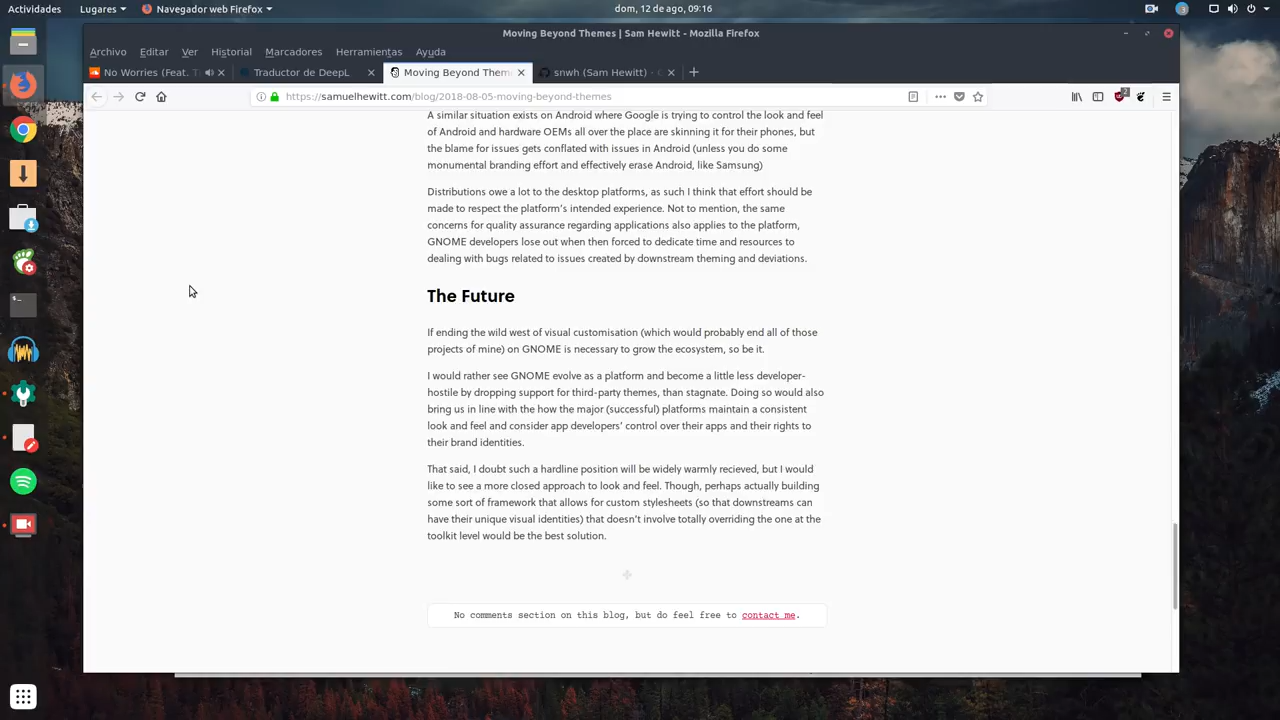 Actividades
Lugares
Navegador web Firefox
dom, 12 de ago, 09:16
3
Moving Beyond Themes | Sam Hewitt - Mozilla Firefox
Archivo Editar Ver Historial Marcadores Herramientas Ayuda
No Worries (Feat. T
Traductor de DeepL
Moving Beyond Them
snwh (Sam Hewitt) · G
https://samuelhewitt.com/blog/2018-08-05-moving-beyond-themes
2
A similar situation exists on Android where Google is trying to control the look and feel
of Android and hardware OEMs all over the place are skinning it for their phones, but
the blame for issues gets conflated with issues in Android (unless you do some
monumental branding effort and effectively erase Android, like Samsung)
Distributions owe a lot to the desktop platforms, as such I think that effort should be
made to respect the platform's intended experience. Not to mention, the same
concerns for quality assurance regarding applications also applies to the platform,
GNOME developers lose out when then forced to dedicate time and resources to
dealing with bugs related to issues created by downstream theming and deviations.
The Future
If ending the wild west of visual customisation (which would probably end all of those
projects of mine) on GNOME is necessary to grow the ecosystem, so be it.
I would rather see GNOME evolve as a platform and become a little less developer-
hostile by dropping support for third-party themes, than stagnate. Doing so would also
bring us in line with the how the major (successful) platforms maintain a consistent
look and feel and consider app developers' control over their apps and their rights to
their brand identities.
That said, I doubt such a hardline position will be widely warmly recieved, but I would
like to see a more closed approach to look and feel. Though, perhaps actually building
some sort of framework that allows for custom stylesheets (so that downstreams can
have their unique visual identities) that doesn't involve totally overriding the one at the
toolkit level would be the best solution.
No comments section on this blog, but do feel free to contact me.